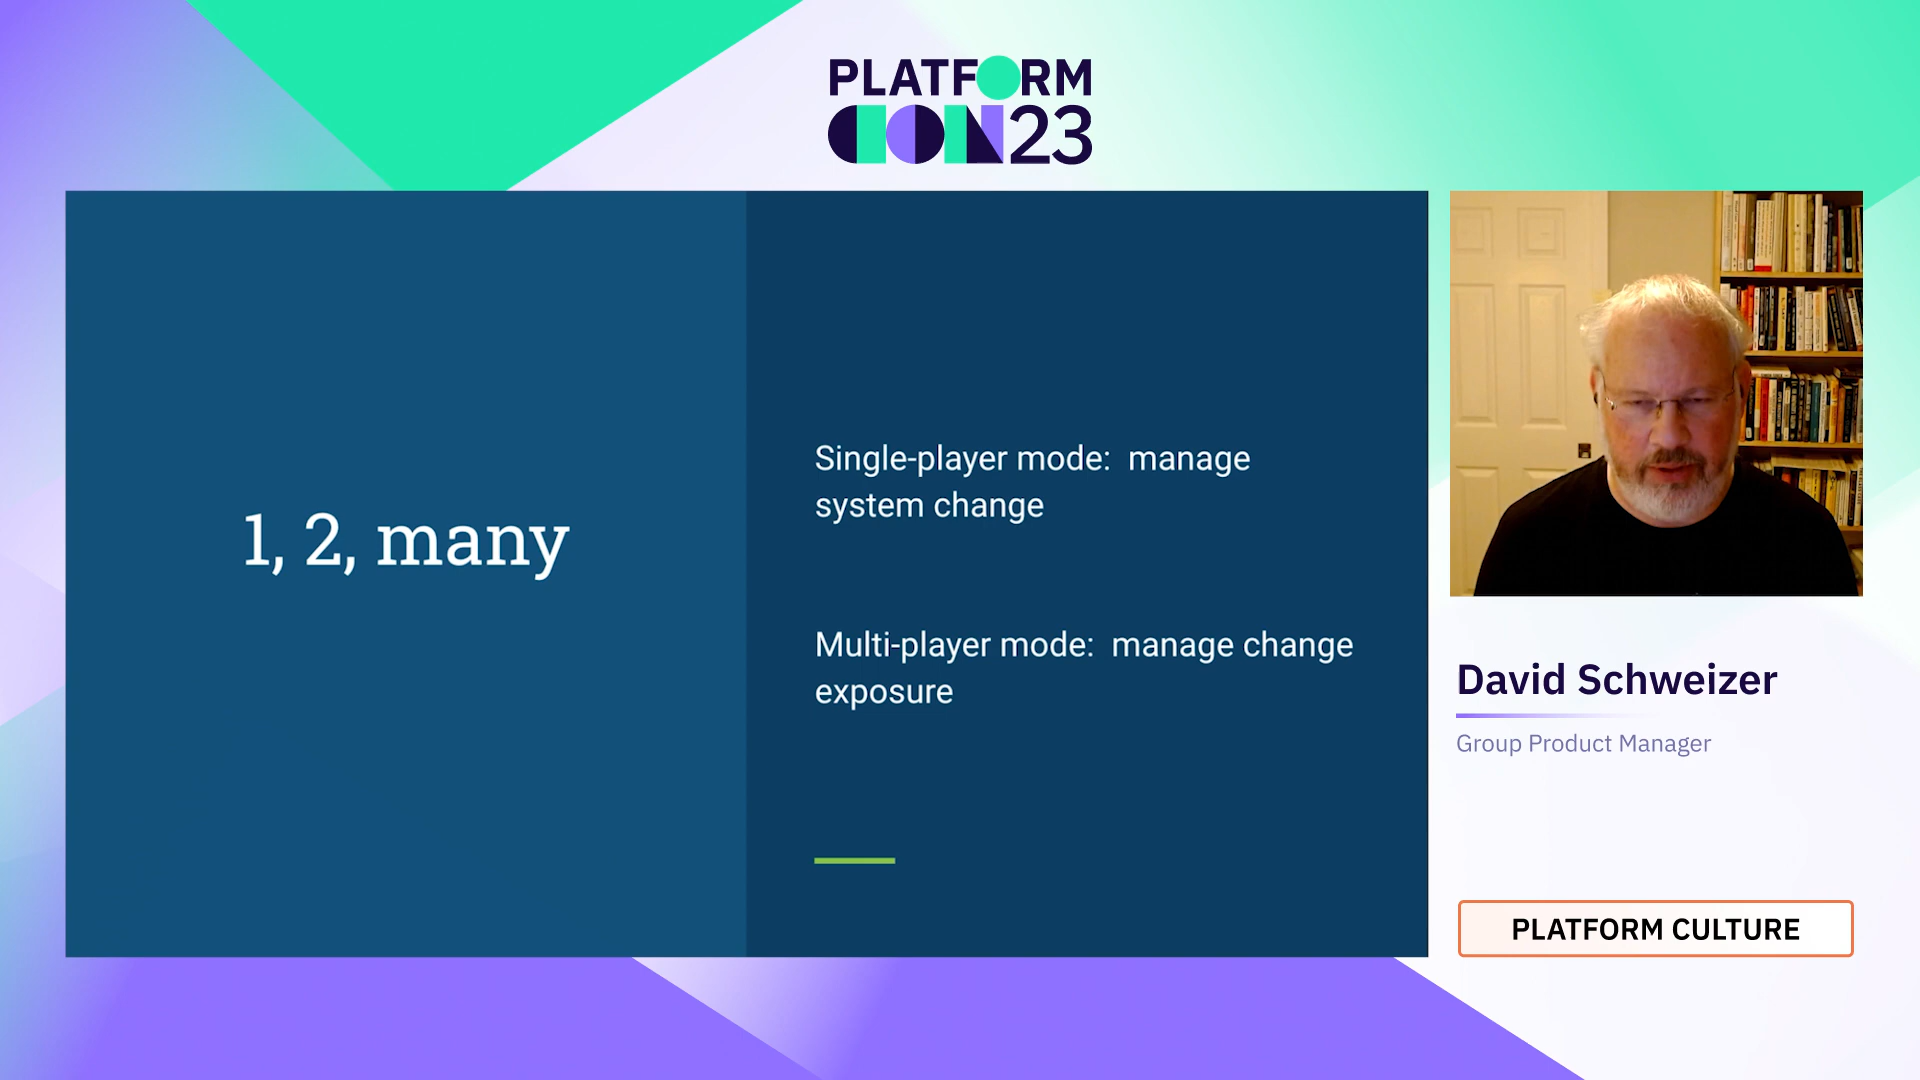 PLATFORM
CON23
1, 2, many
Single-player mode: manage
system change
Multi-player mode: manage change
exposure
David Schweizer
Group Product Manager
PLATFORM CULTURE